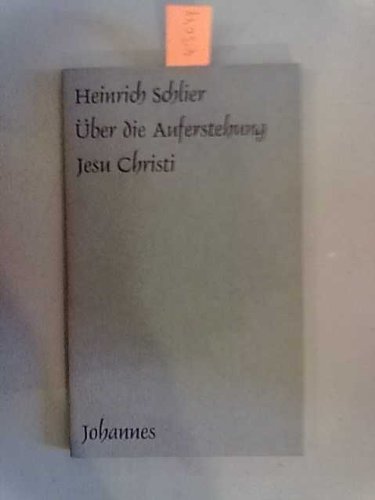 Heinrich Schlier
Über die Auferstehung
Jesu Christi
Johannes